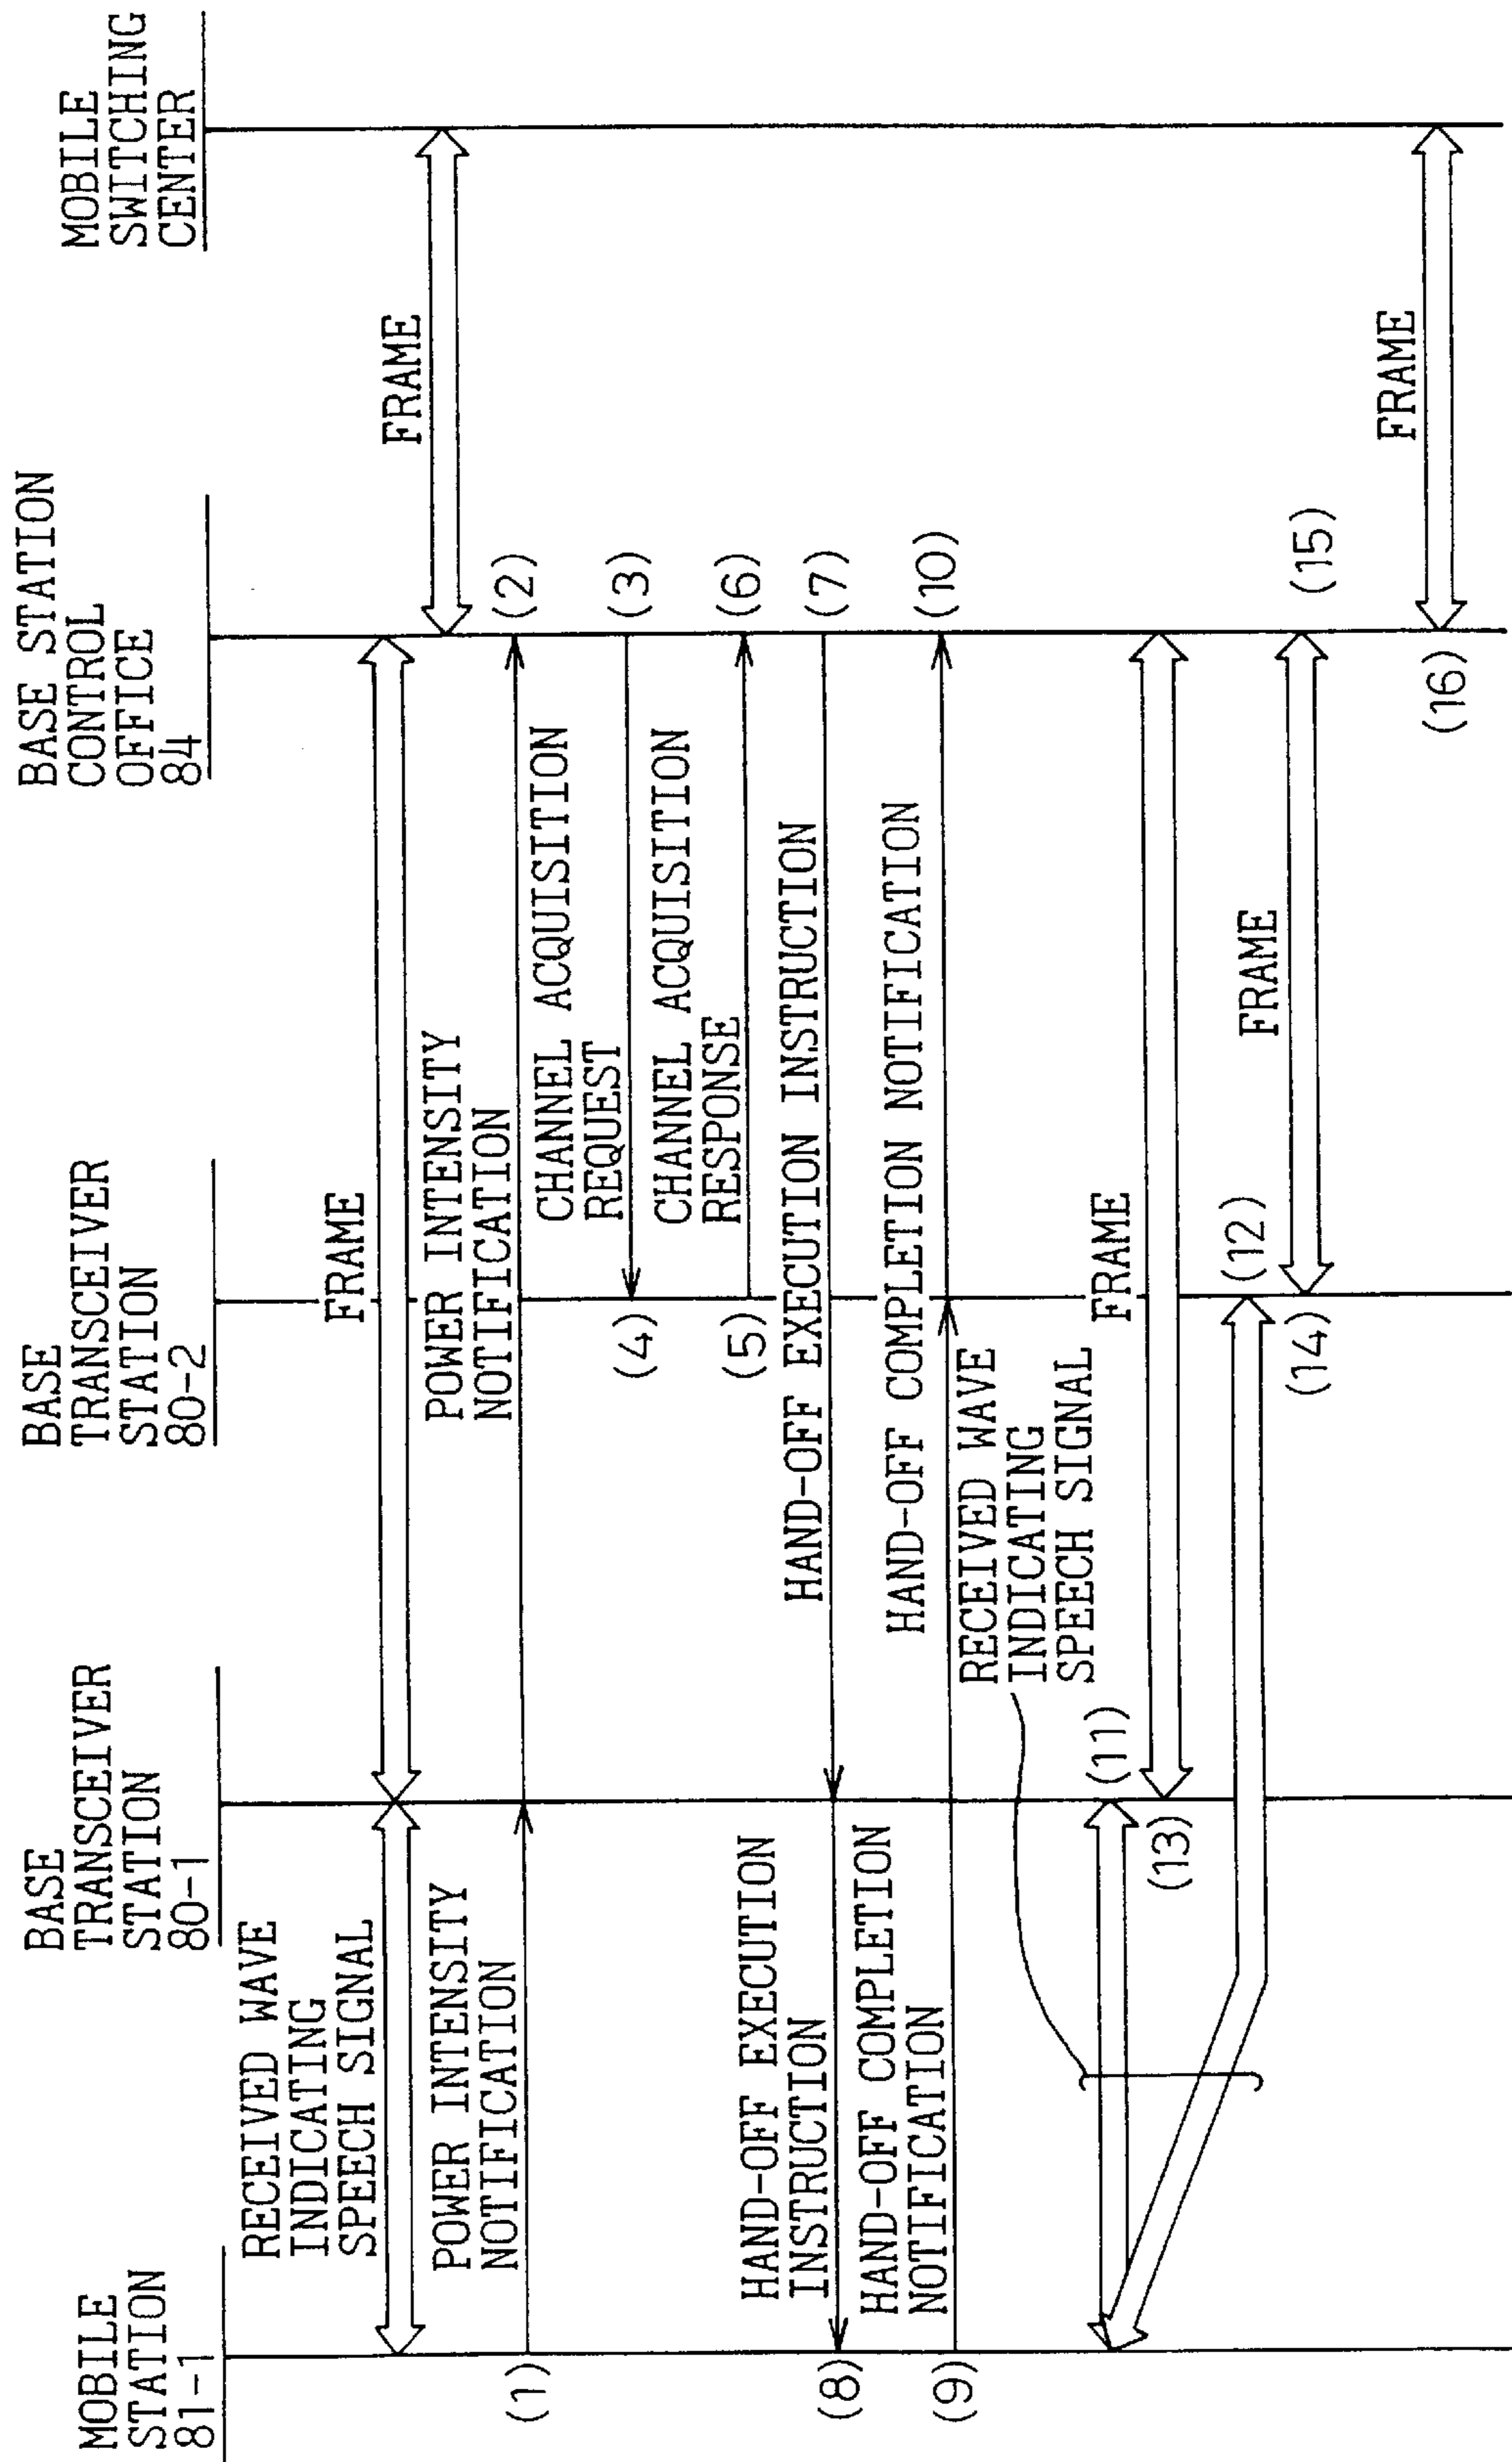 MOBILE
STATION
81-1
BASE
TRANSCEIVER
STATION
80-1
BASE
TRANSCEIVER
STATION
80-2
BASE STATION
CONTROL
OFFICE
84
MOBILE
SWITCHING
CENTER
RECEIVED WAVE
INDICATING
SPEECH SIGNAL
FRAME
FRAME
POWER INTENSITY
NOTIFICATION
POWER INTENSITY
NOTIFICATION
(1)
(2)
CHANNEL ACQUISITION
REQUEST
(3)
(4)
CHANNEL ACQUISITION
RESPONSE
(5)
(6)
HAND-OFF EXECUTION
INSTRUCTION
HAND-OFF EXECUTION INSTRUCTION
(7)
(8)
HAND-OFF COMPLETION
NOTIFICATION
HAND-OFF COMPLETION NOTIFICATION
(9)
(10)
RECEIVED WAVE
INDICATING
SPEECH SIGNAL
(11)
FRAME
(13)
(12)
FRAME
(14)
(15)
FRAME
(16)